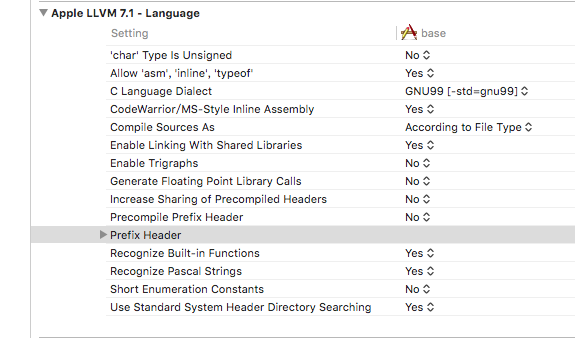 Apple LLVM 7.1 - Language
Setting base
'char' Type Is Unsigned No
Allow 'asm', 'inline', 'typeof' Yes
C Language Dialect GNU99 [-std=gnu99]
CodeWarrior/MS-Style Inline Assembly Yes
Compile Sources As According to File Type
Enable Linking With Shared Libraries Yes
Enable Trigraphs No
Generate Floating Point Library Calls No
Increase Sharing of Precompiled Headers No
Precompile Prefix Header No
Prefix Header
Recognize Built-in Functions Yes
Recognize Pascal Strings Yes
Short Enumeration Constants No
Use Standard System Header Directory Searching Yes